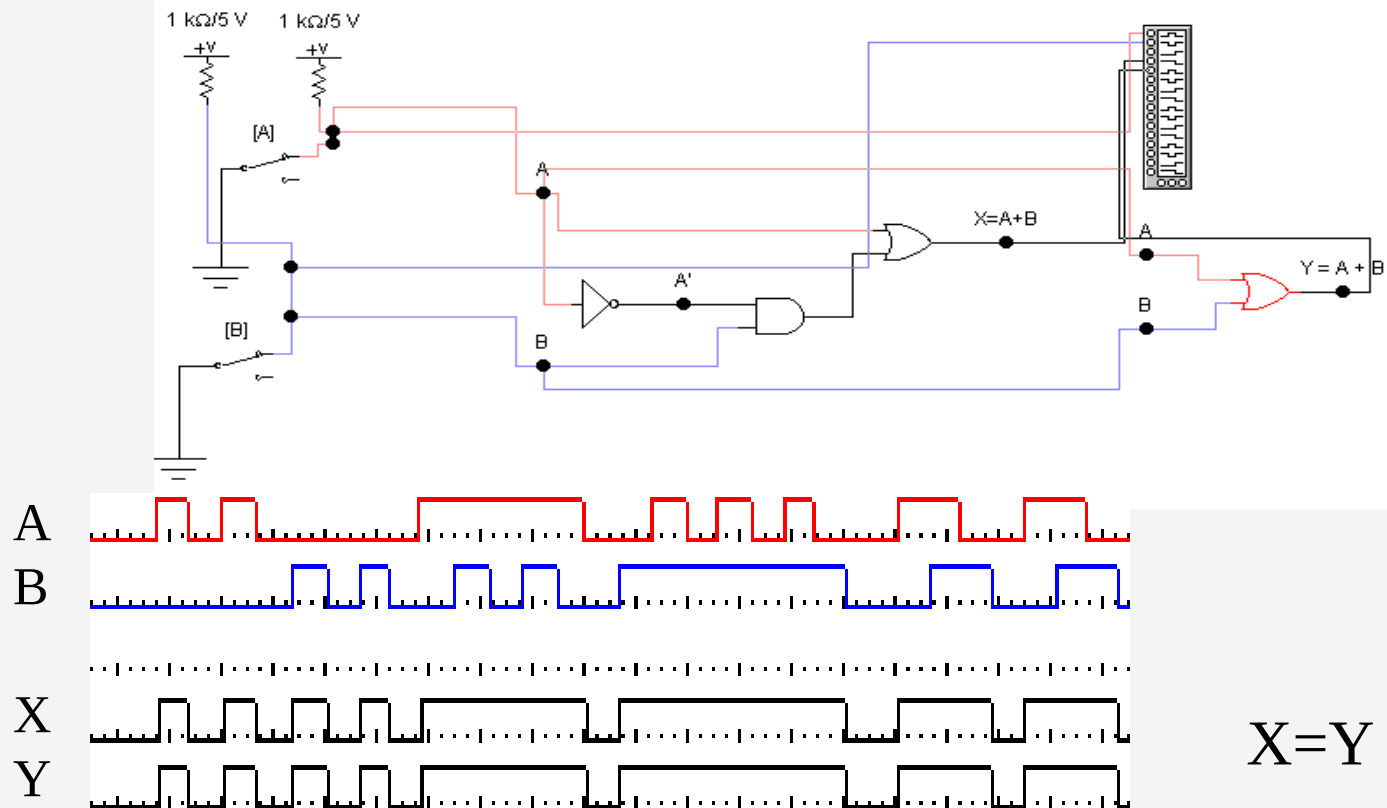 1 kΩ/5 V
1 kΩ/5 V
+V
+V
[A]
A
X=A+B
A
A'
Y = A + B
B
[B]
B
A
B
X
Y
X=Y